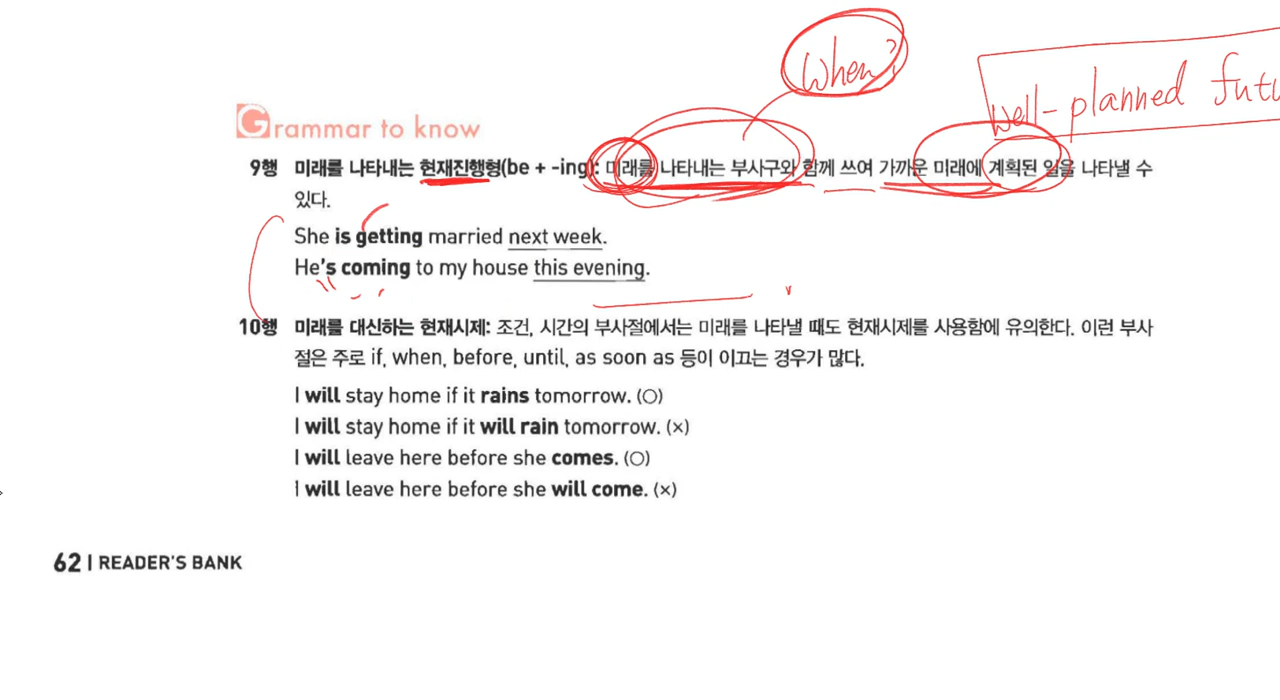 When?
well-planned futu
Grammar to know
9행 미래를 나타내는 현재진행형(be + -ing): 미래를 나타내는 부사구와 함께 쓰여 가까운 미래에 계획된 일을 나타낼 수
있다.
She is getting married next week.
He's coming to my house this evening.
10행 미래를 대신하는 현재시제: 조건, 시간의 부사절에서는 미래를 나타낼 때도 현재시제를 사용함에 유의한다. 이런 부사
절은 주로 if, when, before, until, as soon as 등이 이끄는 경우가 많다.
I will stay home if it rains tomorrow. (○)
I will stay home if it will rain tomorrow. (×)
I will leave here before she comes. (○)
I will leave here before she will come. (×)
62 | READER'S BANK